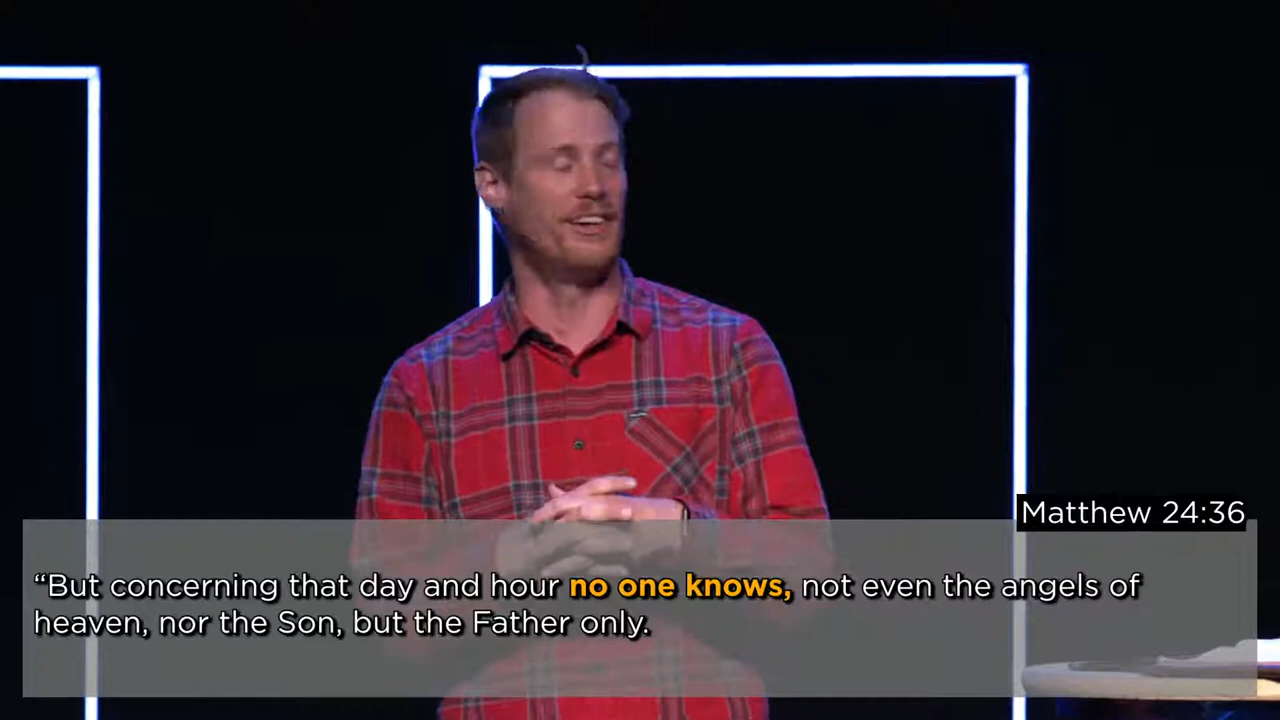 Matthew 24:36
“But concerning that day and hour no one knows, not even the angels of
heaven, nor the Son, but the Father only.